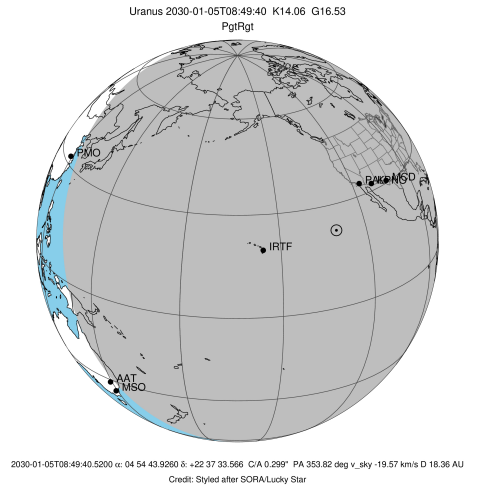 Uranus 2030-01-05T08:49:40 K14.06 G16.53
PgtRgt
PMO
MCD
IRTF
AAT
MSO
2030-01-05T08:49:40.5200 α: 04 54 43.9260 δ: +22 37 33.566 C/A 0.299" PA 353.82 deg v_sky -19.57 km/s D 18.36 AU
Credit: Styled after SORA/Lucky Star